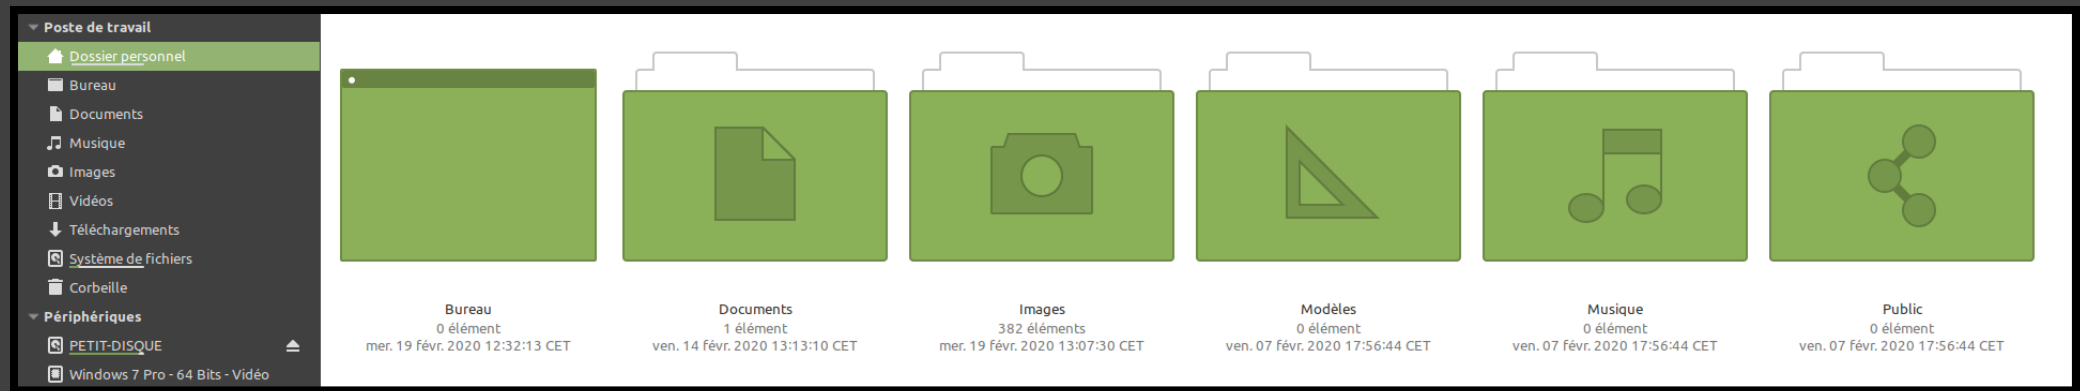 Poste de travail
Dossier personnel
Bureau
Documents
Musique
Images
Vidéos
Téléchargements
Système de fichiers
Corbeille
Périphériques
PETIT-DISQUE
Windows 7 Pro - 64 Bits - Vidéo
Bureau
0 élément
mer. 19 févr. 2020 12:32:13 CET
Documents
1 élément
ven. 14 févr. 2020 13:13:10 CET
Images
382 éléments
mer. 19 févr. 2020 13:07:30 CET
Modèles
0 élément
ven. 07 févr. 2020 17:56:44 CET
Musique
0 élément
ven. 07 févr. 2020 17:56:44 CET
Public
0 élément
ven. 07 févr. 2020 17:56:44 CET